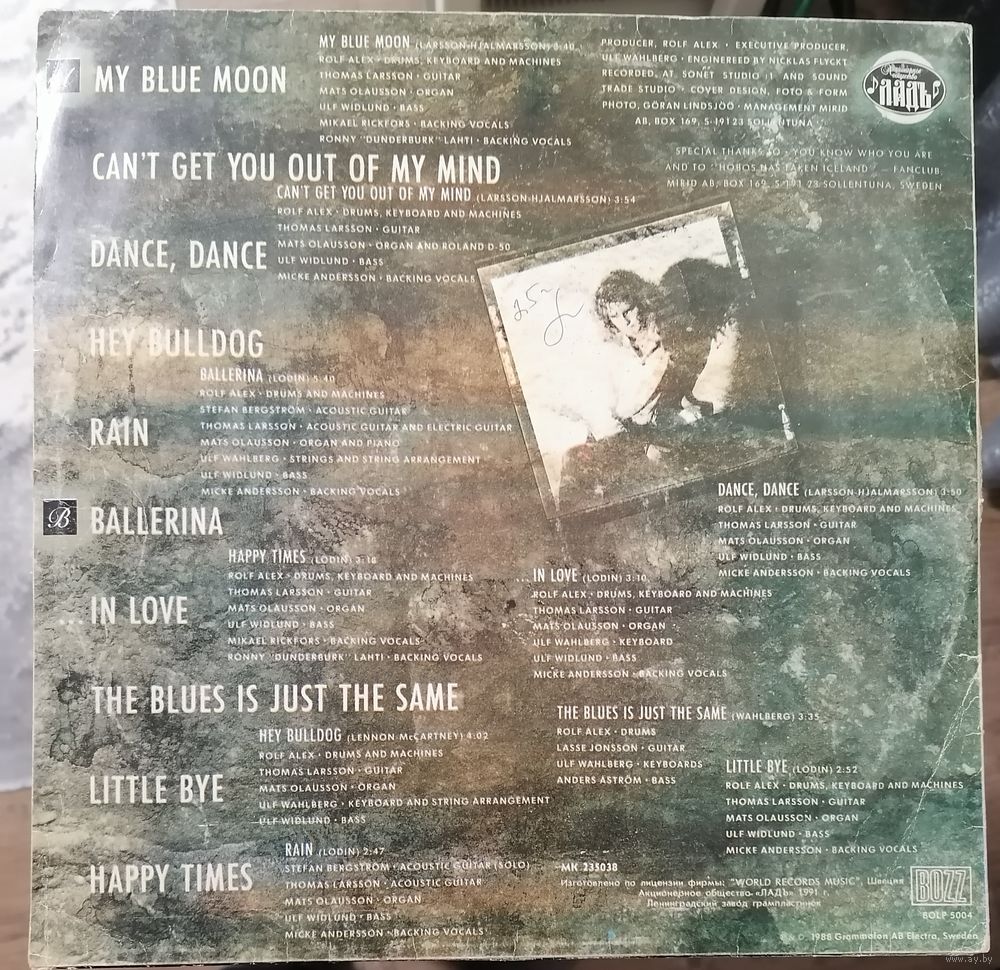 A MY BLUE MOON
MY BLUE MOON (LARSSON-HJALMARSSON) 3:40
ROLF ALEX · DRUMS, KEYBOARD AND MACHINES
THOMAS LARSSON · GUITAR
MATS OLAUSSON · ORGAN
ULF WIDLUND · BASS
MIKAEL RICKFORS · BACKING VOCALS
RONNY "DUNDERBURK" LAHTI · BACKING VOCALS
PRODUCER, ROLF ALEX · EXECUTIVE PRODUCER,
ULF WAHLBERG · ENGINEERED BY NICKLAS FLYCKT
RECORDED AT SONET STUDIO 1 AND SOUND
TRADE STUDIO · COVER DESIGN, FOTO & FORM
PHOTO, GÖRAN LINDSJÖÖ · MANAGEMENT MIRID
AB, BOX 169, S-191 23 SOLLENTUNA
ЛАДЪ
SPECIAL THANKS TO · YOU KNOW WHO YOU ARE
AND TO "HOBOS HAS TAKEN ICELAND" – FANCLUB,
MIRID AB, BOX 169, S-191 23 SOLLENTUNA, SWEDEN
CAN'T GET YOU OUT OF MY MIND
CAN'T GET YOU OUT OF MY MIND (LARSSON-HJALMARSSON) 3:54
ROLF ALEX · DRUMS, KEYBOARD AND MACHINES
THOMAS LARSSON · GUITAR
MATS OLAUSSON · ORGAN AND ROLAND D-50
ULF WIDLUND · BASS
MICKE ANDERSSON · BACKING VOCALS
DANCE, DANCE
HEY BULLDOG
BALLERINA (LODIN) 5:40
ROLF ALEX · DRUMS AND MACHINES
STEFAN BERGSTRÖM · ACOUSTIC GUITAR
THOMAS LARSSON · ACOUSTIC GUITAR AND ELECTRIC GUITAR
MATS OLAUSSON · ORGAN AND PIANO
ULF WAHLBERG · STRINGS AND STRING ARRANGEMENT
ULF WIDLUND · BASS
MICKE ANDERSSON · BACKING VOCALS
RAIN
B BALLERINA
DANCE, DANCE (LARSSON-HJALMARSSON) 3:50
ROLF ALEX · DRUMS, KEYBOARD AND MACHINES
THOMAS LARSSON · GUITAR
MATS OLAUSSON · ORGAN
ULF WIDLUND · BASS
MICKE ANDERSSON · BACKING VOCALS
HAPPY TIMES (LODIN) 3:18
ROLF ALEX · DRUMS, KEYBOARD AND MACHINES
THOMAS LARSSON · GUITAR
MATS OLAUSSON · ORGAN
ULF WIDLUND · BASS
MIKAEL RICKFORS · BACKING VOCALS
RONNY "DUNDERBURK" LAHTI · BACKING VOCALS
...IN LOVE
...IN LOVE (LODIN) 3:10
ROLF ALEX · DRUMS, KEYBOARD AND MACHINES
THOMAS LARSSON · GUITAR
MATS OLAUSSON · ORGAN
ULF WAHLBERG · KEYBOARD
ULF WIDLUND · BASS
MICKE ANDERSSON · BACKING VOCALS
THE BLUES IS JUST THE SAME
THE BLUES IS JUST THE SAME (WAHLBERG) 3:35
ROLF ALEX · DRUMS
LASSE JONSSON · GUITAR
ULF WAHLBERG · KEYBOARDS
ANDERS ÅSTRÖM · BASS
HEY BULLDOG (LENNON McCARTNEY) 4:02
ROLF ALEX · DRUMS AND MACHINES
THOMAS LARSSON · GUITAR
MATS OLAUSSON · ORGAN
ULF WAHLBERG · KEYBOARD AND STRING ARRANGEMENT
ULF WIDLUND · BASS
LITTLE BYE
LITTLE BYE (LODIN) 2:52
ROLF ALEX · DRUMS, KEYBOARD AND MACHINES
THOMAS LARSSON · GUITAR
MATS OLAUSSON · ORGAN
ULF WIDLUND · BASS
MICKE ANDERSSON · BACKING VOCALS
RAIN (LODIN) 2:47
STEFAN BERGSTRÖM · ACOUSTIC GUITAR (SOLO)
THOMAS LARSSON · ACOUSTIC GUITAR
MATS OLAUSSON · ORGAN
ULF WIDLUND · BASS
MICKE ANDERSSON · BACKING VOCALS
HAPPY TIMES
МК 235038
Изготовлено по лицензии фирмы: "WORLD RECORDS MUSIC", Швеция
Акционерное общество «ЛАДЪ» 1991 г.
Ленинградский завод грампластинок
BOZZ
BOLP 5004
1988 Grammofon AB Electra, Sweden
www.ay.by